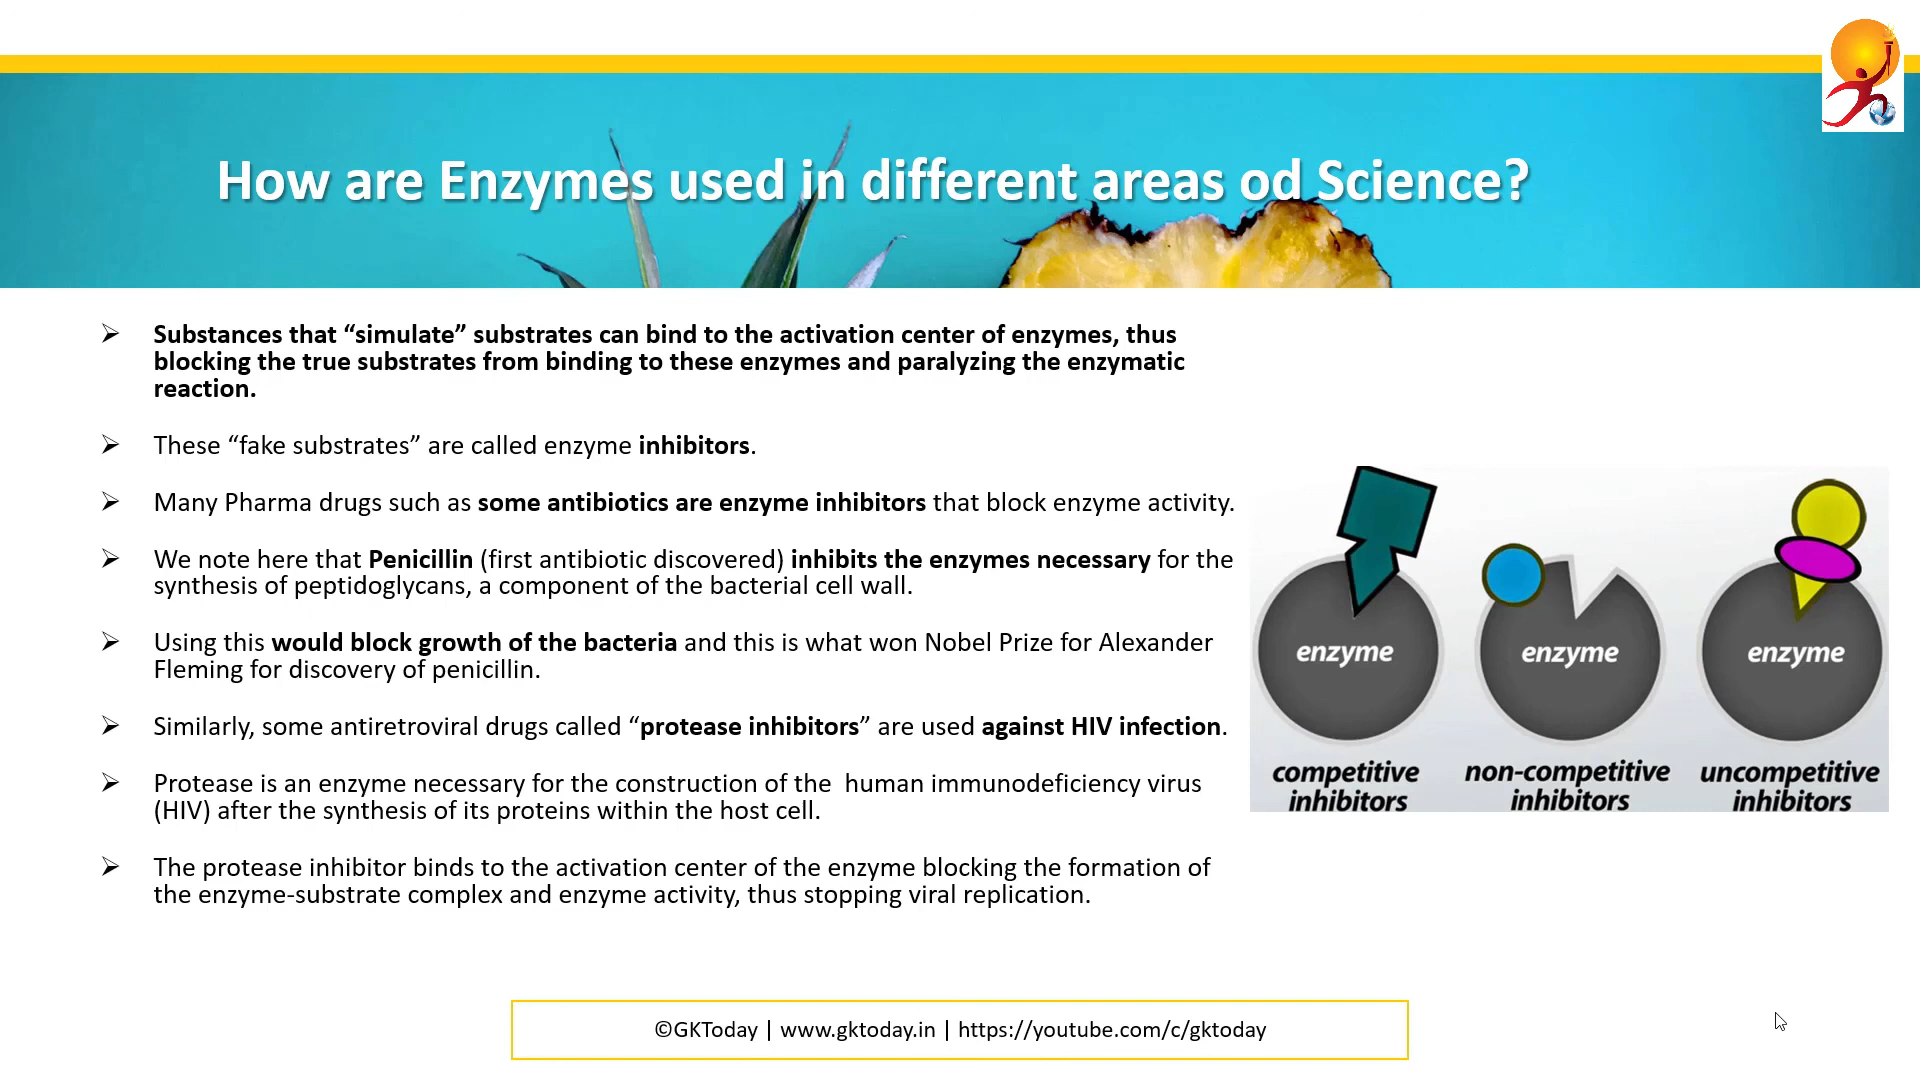 How are Enzymes used in different areas od Science?
➢ Substances that “simulate” substrates can bind to the activation center of enzymes, thus
blocking the true substrates from binding to these enzymes and paralyzing the enzymatic
reaction.
➢ These “fake substrates” are called enzyme inhibitors.
➢ Many Pharma drugs such as some antibiotics are enzyme inhibitors that block enzyme activity.
➢ We note here that Penicillin (first antibiotic discovered) inhibits the enzymes necessary for the
synthesis of peptidoglycans, a component of the bacterial cell wall.
➢ Using this would block growth of the bacteria and this is what won Nobel Prize for Alexander
Fleming for discovery of penicillin.
➢ Similarly, some antiretroviral drugs called “protease inhibitors” are used against HIV infection.
➢ Protease is an enzyme necessary for the construction of the  human immunodeficiency virus
(HIV) after the synthesis of its proteins within the host cell.
➢ The protease inhibitor binds to the activation center of the enzyme blocking the formation of
the enzyme-substrate complex and enzyme activity, thus stopping viral replication.
enzyme
competitive
inhibitors
enzyme
non-competitive
inhibitors
enzyme
uncompetitive
inhibitors
©GKToday | www.gktoday.in | https://youtube.com/c/gktoday